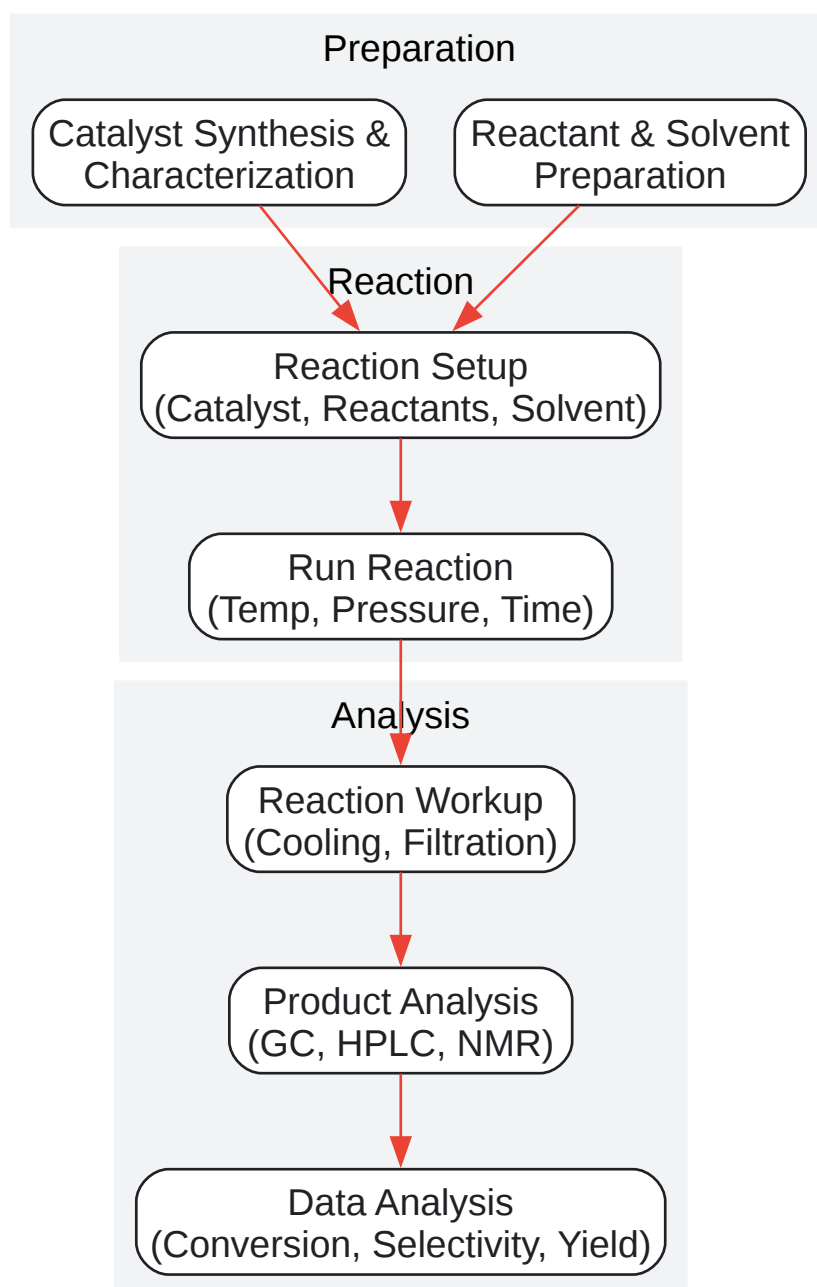 Preparation
Catalyst Synthesis &
Characterization
Reactant & Solvent
Preparation
Reaction
Reaction Setup
(Catalyst, Reactants, Solvent)
Run Reaction
(Temp, Pressure, Time)
Analysis
Reaction Workup
(Cooling, Filtration)
Product Analysis
(GC, HPLC, NMR)
Data Analysis
(Conversion, Selectivity, Yield)